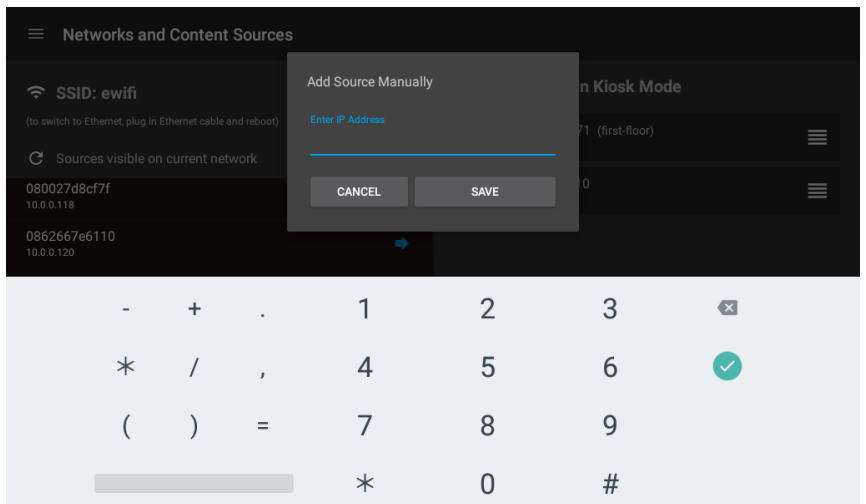 Networks and Content Sources
SSID: ewifi
(to switch to Ethernet, plug in Ethernet cable and reboot)
Sources visible on current network
080027d8cf7f
10.0.0.118
0862667e6110
10.0.0.120
Add Source Manually
Enter IP Address
CANCEL SAVE
n Kiosk Mode
71 (first-floor)
10
- + . 1 2 3
* / , 4 5 6
( ) = 7 8 9
* 0 #